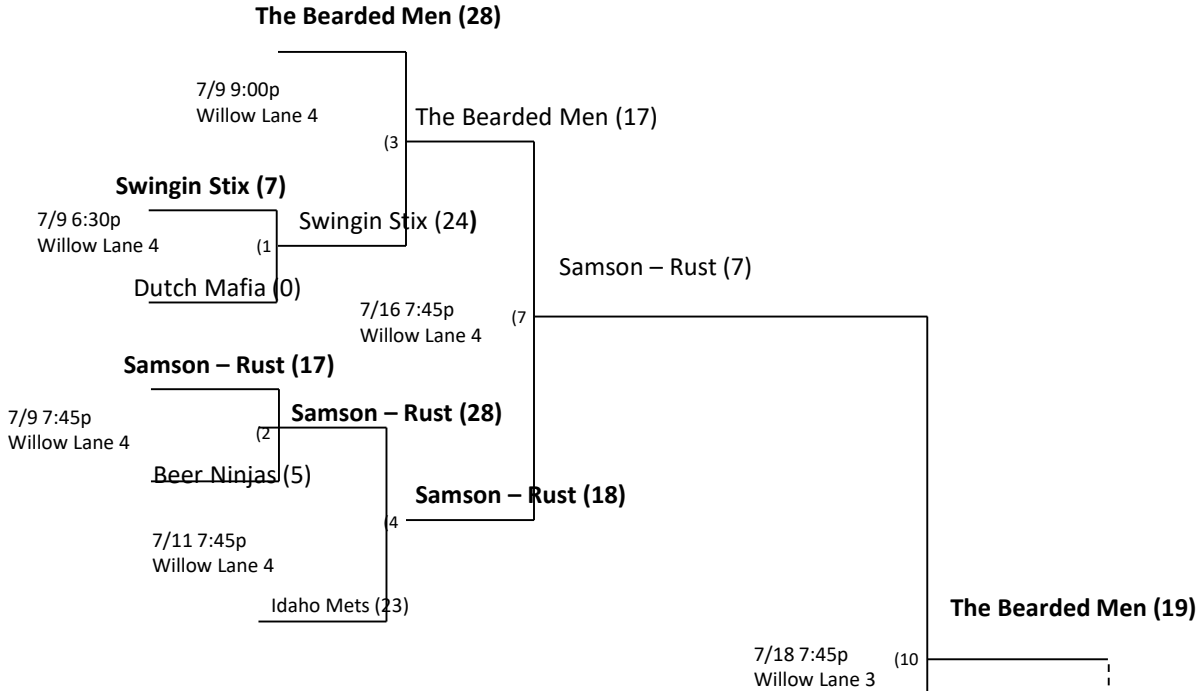 The Bearded Men (28)
7/9 9:00p
Willow Lane 4
The Bearded Men (17)
(3
Swingin Stix (7)
7/9 6:30p
Willow Lane 4
Swingin Stix (24)
(1
Dutch Mafia (0)
Samson – Rust (7)
7/16 7:45p
Willow Lane 4
(7
Samson – Rust (17)
7/9 7:45p
Willow Lane 4
Samson – Rust (28)
(2
Beer Ninjas (5)
Samson – Rust (18)
(4
7/11 7:45p
Willow Lane 4
Idaho Mets (23)
The Bearded Men (19)
7/18 7:45p
Willow Lane 3
(10